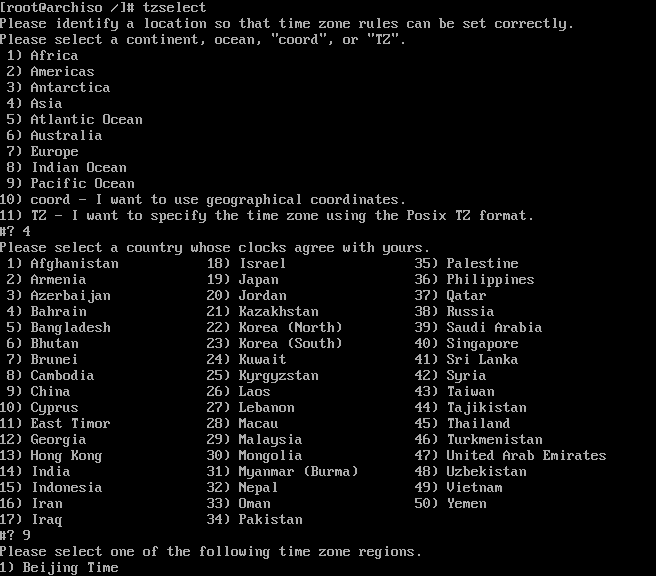 [root@archiso /]# tzselect
Please identify a location so that time zone rules can be set correctly.
Please select a continent, ocean, "coord", or "TZ".
 1) Africa
 2) Americas
 3) Antarctica
 4) Asia
 5) Atlantic Ocean
 6) Australia
 7) Europe
 8) Indian Ocean
 9) Pacific Ocean
10) coord - I want to use geographical coordinates.
11) TZ - I want to specify the time zone using the Posix TZ format.
#? 4
Please select a country whose clocks agree with yours.
 1) Afghanistan           18) Israel                35) Palestine
 2) Armenia               19) Japan                 36) Philippines
 3) Azerbaijan            20) Jordan                37) Qatar
 4) Bahrain               21) Kazakhstan            38) Russia
 5) Bangladesh            22) Korea (North)         39) Saudi Arabia
 6) Bhutan                23) Korea (South)         40) Singapore
 7) Brunei                24) Kuwait                41) Sri Lanka
 8) Cambodia              25) Kyrgyzstan            42) Syria
 9) China                 26) Laos                  43) Taiwan
10) Cyprus                27) Lebanon               44) Tajikistan
11) East Timor            28) Macau                 45) Thailand
12) Georgia               29) Malaysia              46) Turkmenistan
13) Hong Kong             30) Mongolia              47) United Arab Emirates
14) India                 31) Myanmar (Burma)       48) Uzbekistan
15) Indonesia             32) Nepal                 49) Vietnam
16) Iran                  33) Oman                  50) Yemen
17) Iraq                  34) Pakistan
#? 9
Please select one of the following time zone regions.
1) Beijing Time